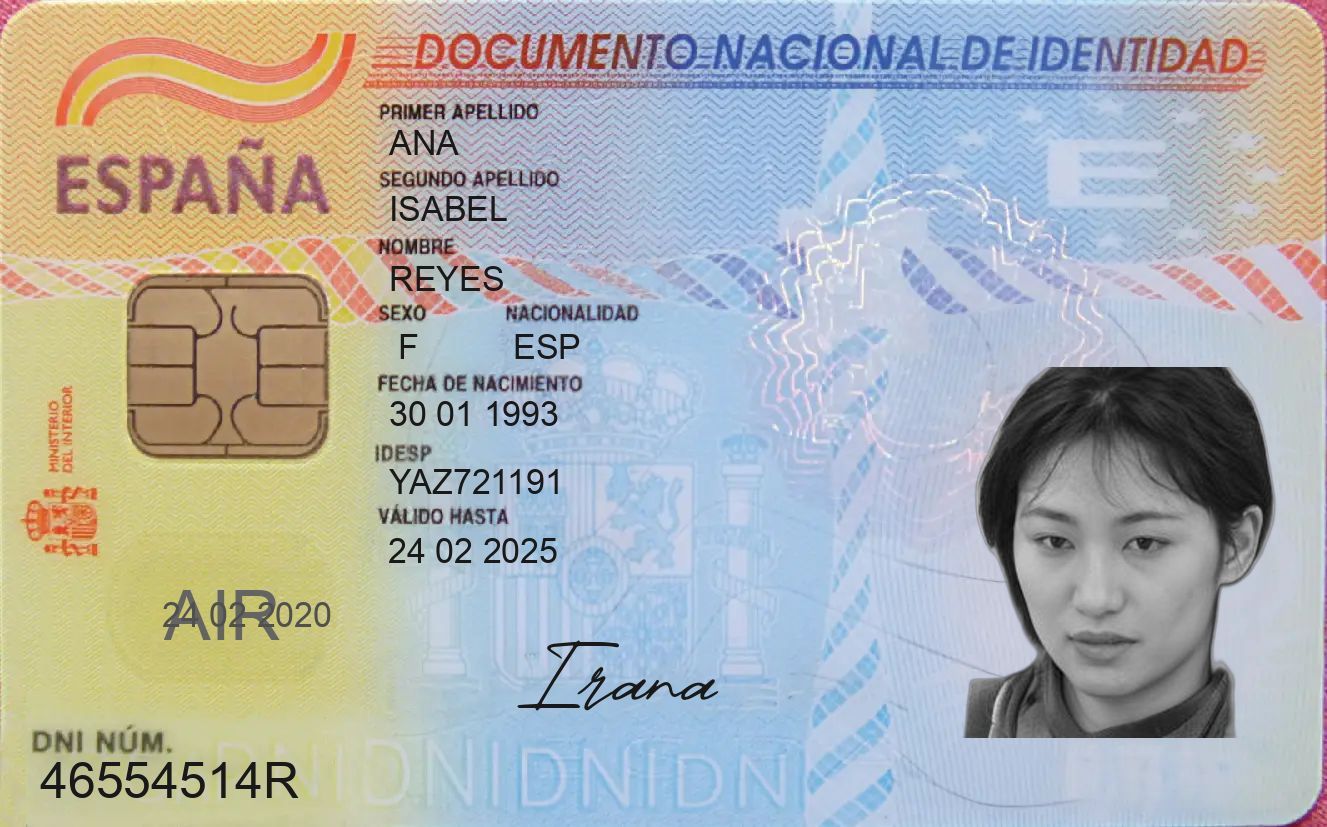 DOCUMENTO NACIONAL DE IDENTIDAD
ESPAÑA
PRIMER APELLIDO
ANA
SEGUNDO APELLIDO
ISABEL
NOMBRE
REYES
SEXO NACIONALIDAD
F ESP
FECHA DE NACIMIENTO
30 01 1993
IDESP
YAZ721191
VÁLIDO HASTA
24 02 2025
MINISTERIO
DEL INTERIOR
E
AIR
24 02 2020
Irana
DNI NÚM.
46554514R
DNIDNIDNIDNI